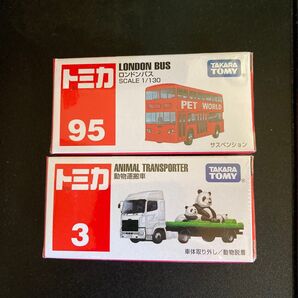 トミカ
95
LONDON BUS
ロンドンバス
SCALE 1/130
TAKARA
TOMY
PET WORLD
サスペンション
トミカ
3
ANIMAL TRANSPORTER
動物運搬車
TAKARA
TOMY
車体取り外し/動物脱着